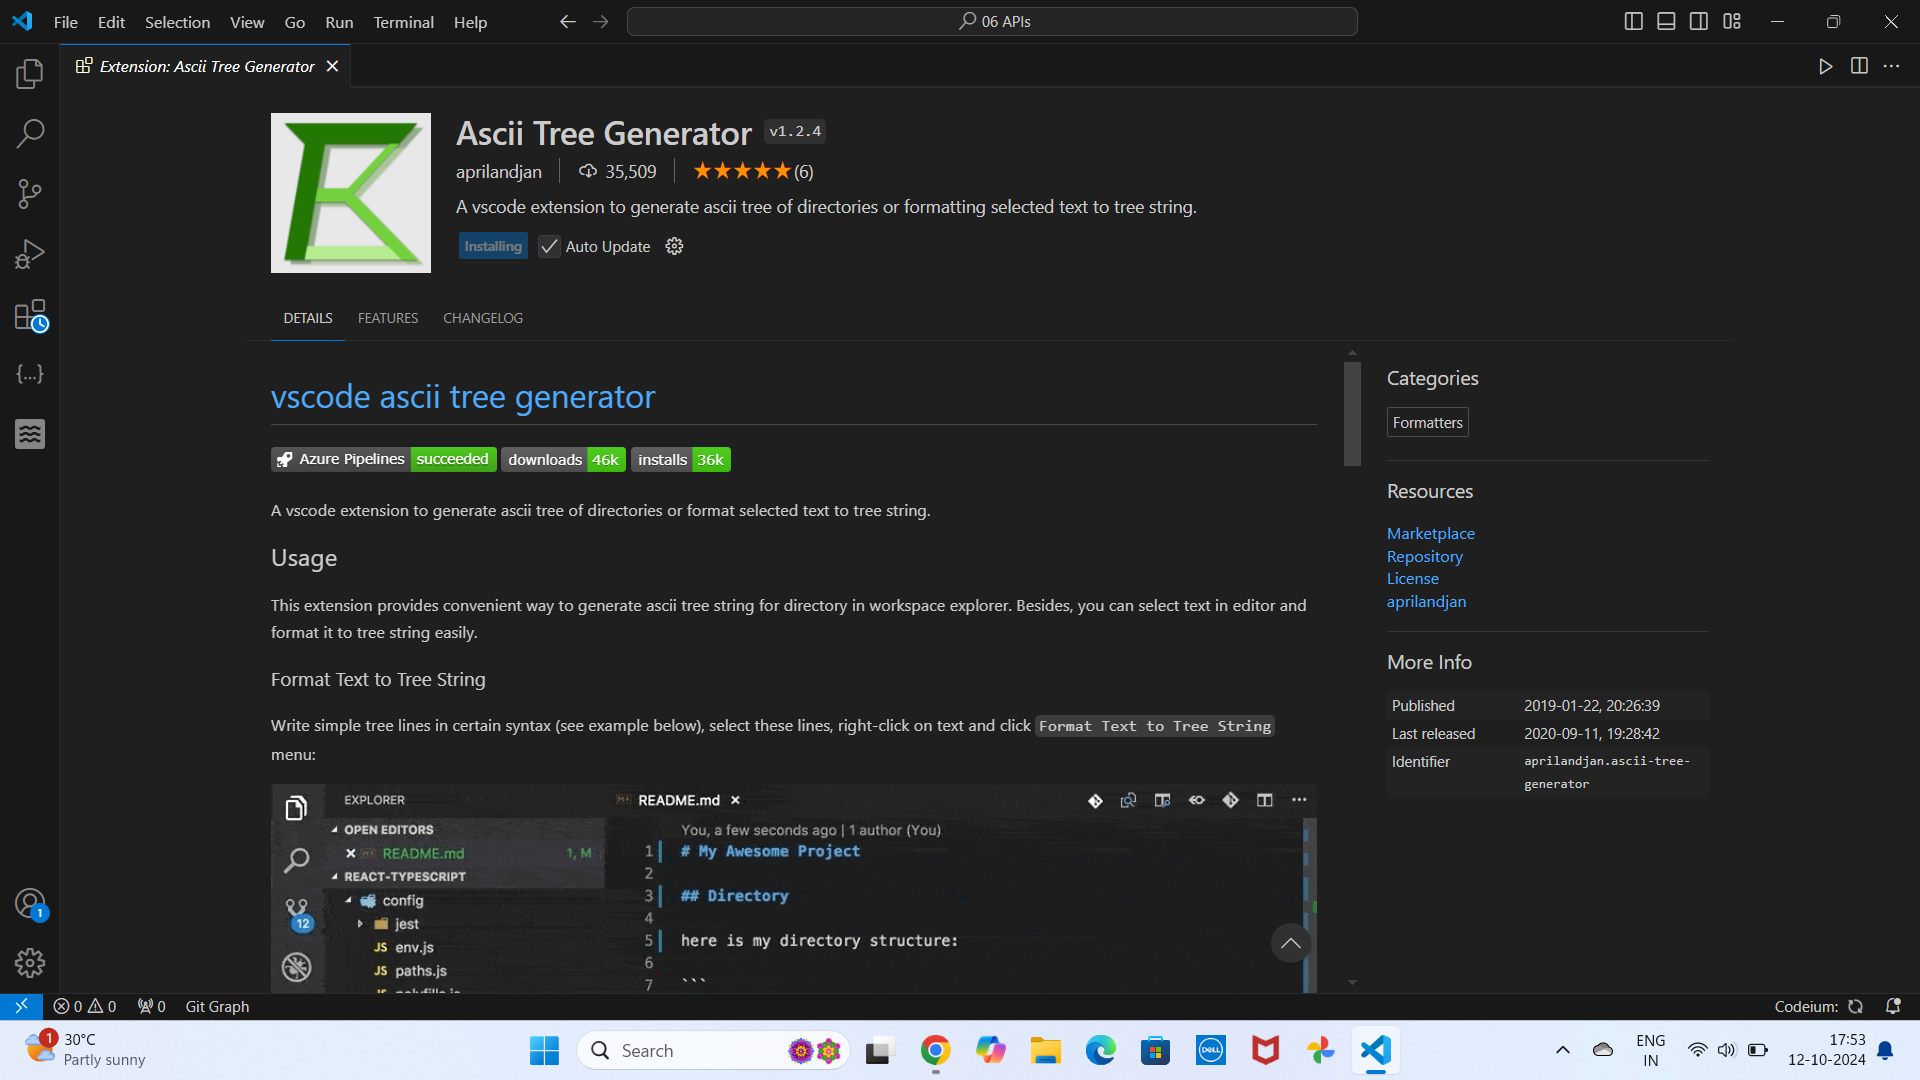 File Edit Selection View Go Run Terminal Help
06 APIs
Extension: Ascii Tree Generator
Ascii Tree Generator v1.2.4
aprilandjan 35,509 ★★★★★(6)
A vscode extension to generate ascii tree of directories or formatting selected text to tree string.
Installing Auto Update
DETAILS FEATURES CHANGELOG
vscode ascii tree generator
Azure Pipelines succeeded downloads 46k installs 36k
A vscode extension to generate ascii tree of directories or format selected text to tree string.
Usage
This extension provides convenient way to generate ascii tree string for directory in workspace explorer. Besides, you can select text in editor and
format it to tree string easily.
Format Text to Tree String
Write simple tree lines in certain syntax (see example below), select these lines, right-click on text and click Format Text to Tree String
menu:
EXPLORER
OPEN EDITORS
README.md 1, M
REACT-TYPESCRIPT
config
jest
JS env.js
JS paths.js
12
README.md
You, a few seconds ago | 1 author (You)
1 # My Awesome Project
2
3 ## Directory
4
5 here is my directory structure:
6
7 ```
Categories
Formatters
Resources
Marketplace
Repository
License
aprilandjan
More Info
Published 2019-01-22, 20:26:39
Last released 2020-09-11, 19:28:42
Identifier aprilandjan.ascii-tree-
generator
1
0 0 0 Git Graph
Codeium:
1 30°C
Partly sunny
Search
DELL
ENG
IN
17:53
12-10-2024